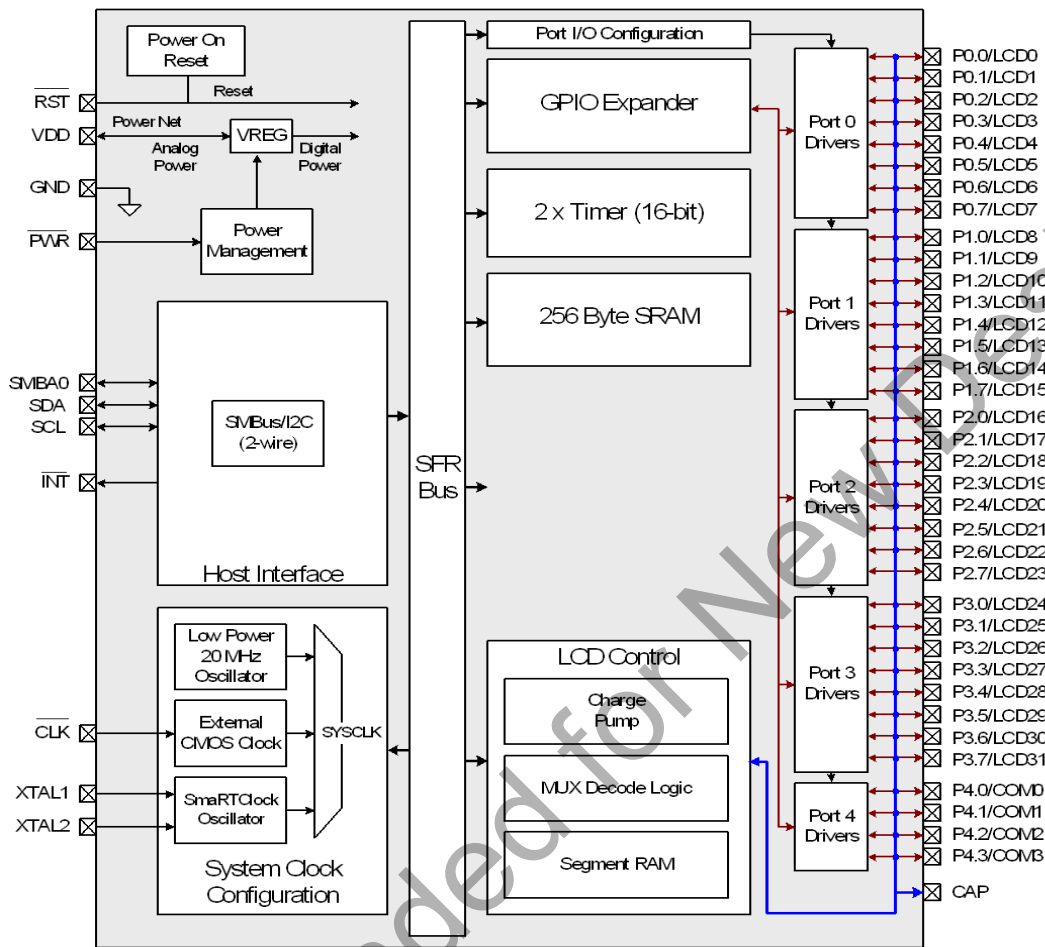 Power On
Reset
RST
Reset
VDD
Power Net
VREG
Analog
Power
Digital
Power
GND
PWR
Power
Management
SMBA0
SDA
SCL
INT
SMBus/I2C
(2-wire)
Host Interface
Low Power
20 MHz
Oscillator
CLK
External
CMOS Clock
SYSCLK
XTAL1
XTAL2
SmaRTClock
Oscillator
System Clock
Configuration
SFR
Bus
Port I/O Configuration
GPIO Expander
2 x Timer (16-bit)
256 Byte SRAM
LCD Control
Charge
Pump
MUX Decode Logic
Segment RAM
Port 0
Drivers
Port 1
Drivers
Port 2
Drivers
Port 3
Drivers
Port 4
Drivers
P0.0/LCD0
P0.1/LCD1
P0.2/LCD2
P0.3/LCD3
P0.4/LCD4
P0.5/LCD5
P0.6/LCD6
P0.7/LCD7
P1.0/LCD8
P1.1/LCD9
P1.2/LCD10
P1.3/LCD11
P1.4/LCD12
P1.5/LCD13
P1.6/LCD14
P1.7/LCD15
P2.0/LCD16
P2.1/LCD17
P2.2/LCD18
P2.3/LCD19
P2.4/LCD20
P2.5/LCD21
P2.6/LCD22
P2.7/LCD23
P3.0/LCD24
P3.1/LCD25
P3.2/LCD26
P3.3/LCD27
P3.4/LCD28
P3.5/LCD29
P3.6/LCD30
P3.7/LCD31
P4.0/COM0
P4.1/COM1
P4.2/COM2
P4.3/COM3
CAP
nded for New Des